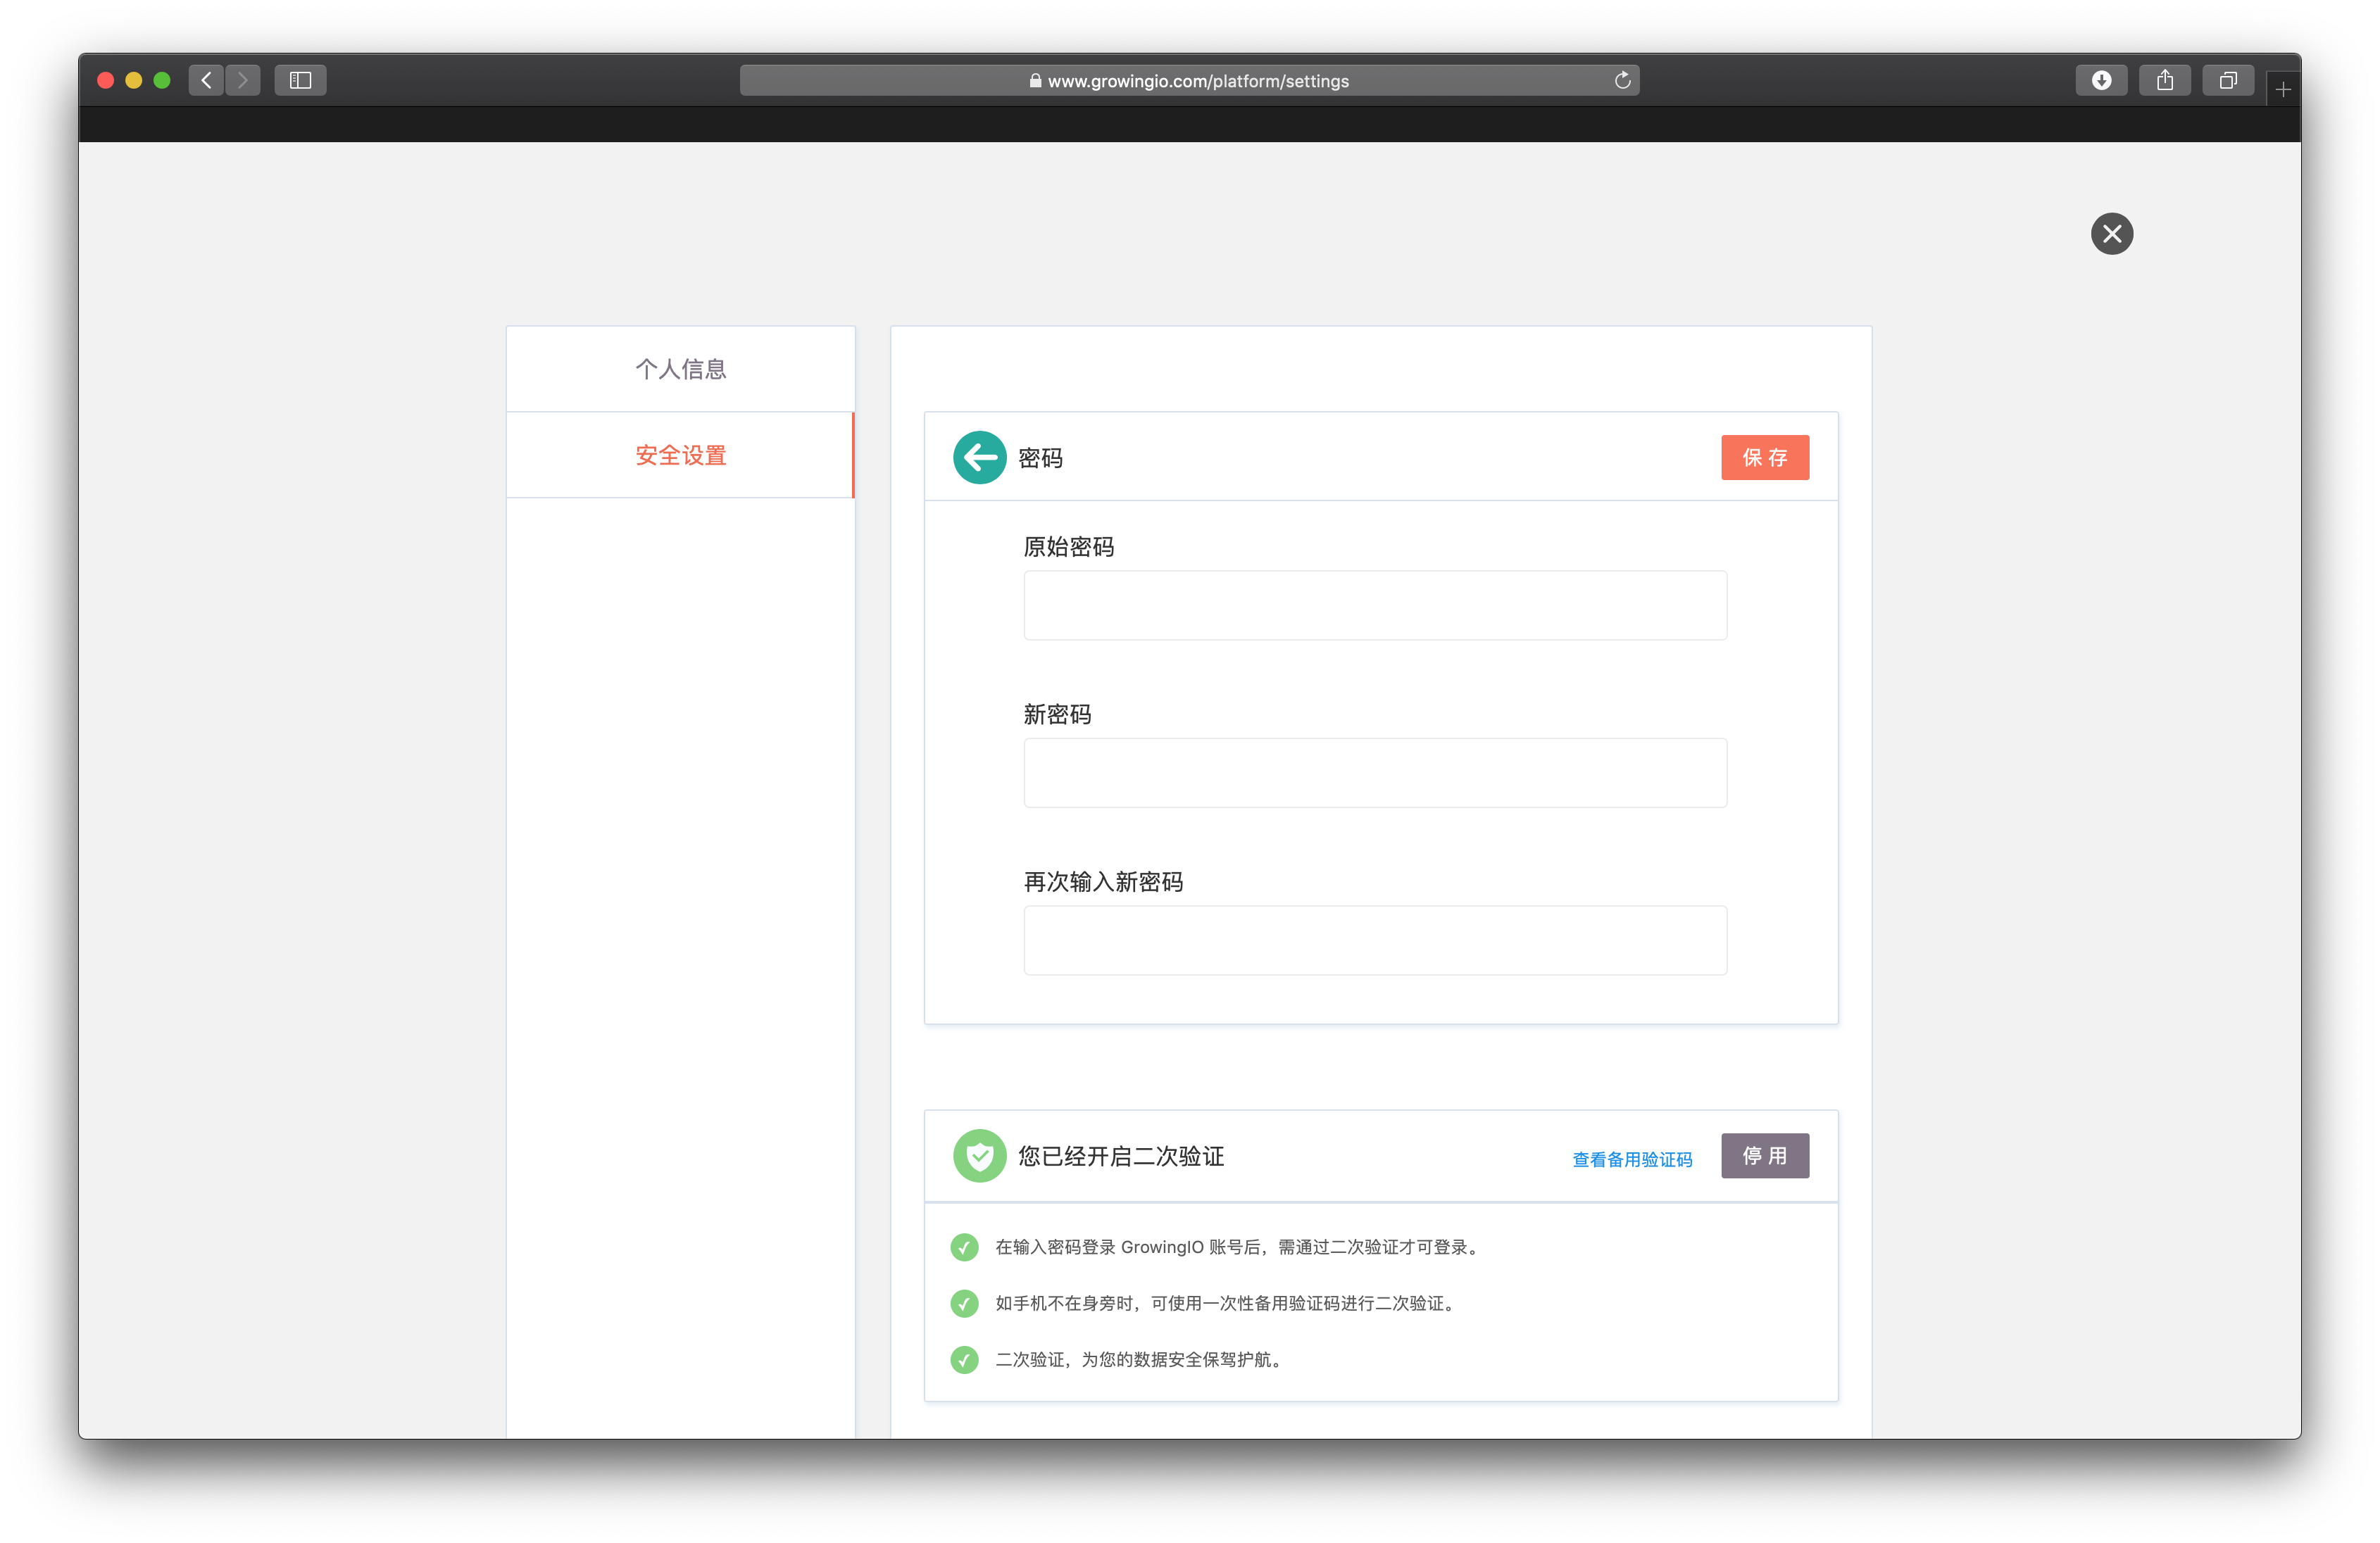 www.growingio.com/platform/settings
个人信息
安全设置
密码
保 存
原始密码
新密码
再次输入新密码
您已经开启二次验证
查看备用验证码
停 用
在输入密码登录 GrowingIO 账号后，需通过二次验证才可登录。
如手机不在身旁时，可使用一次性备用验证码进行二次验证。
二次验证，为您的数据安全保驾护航。